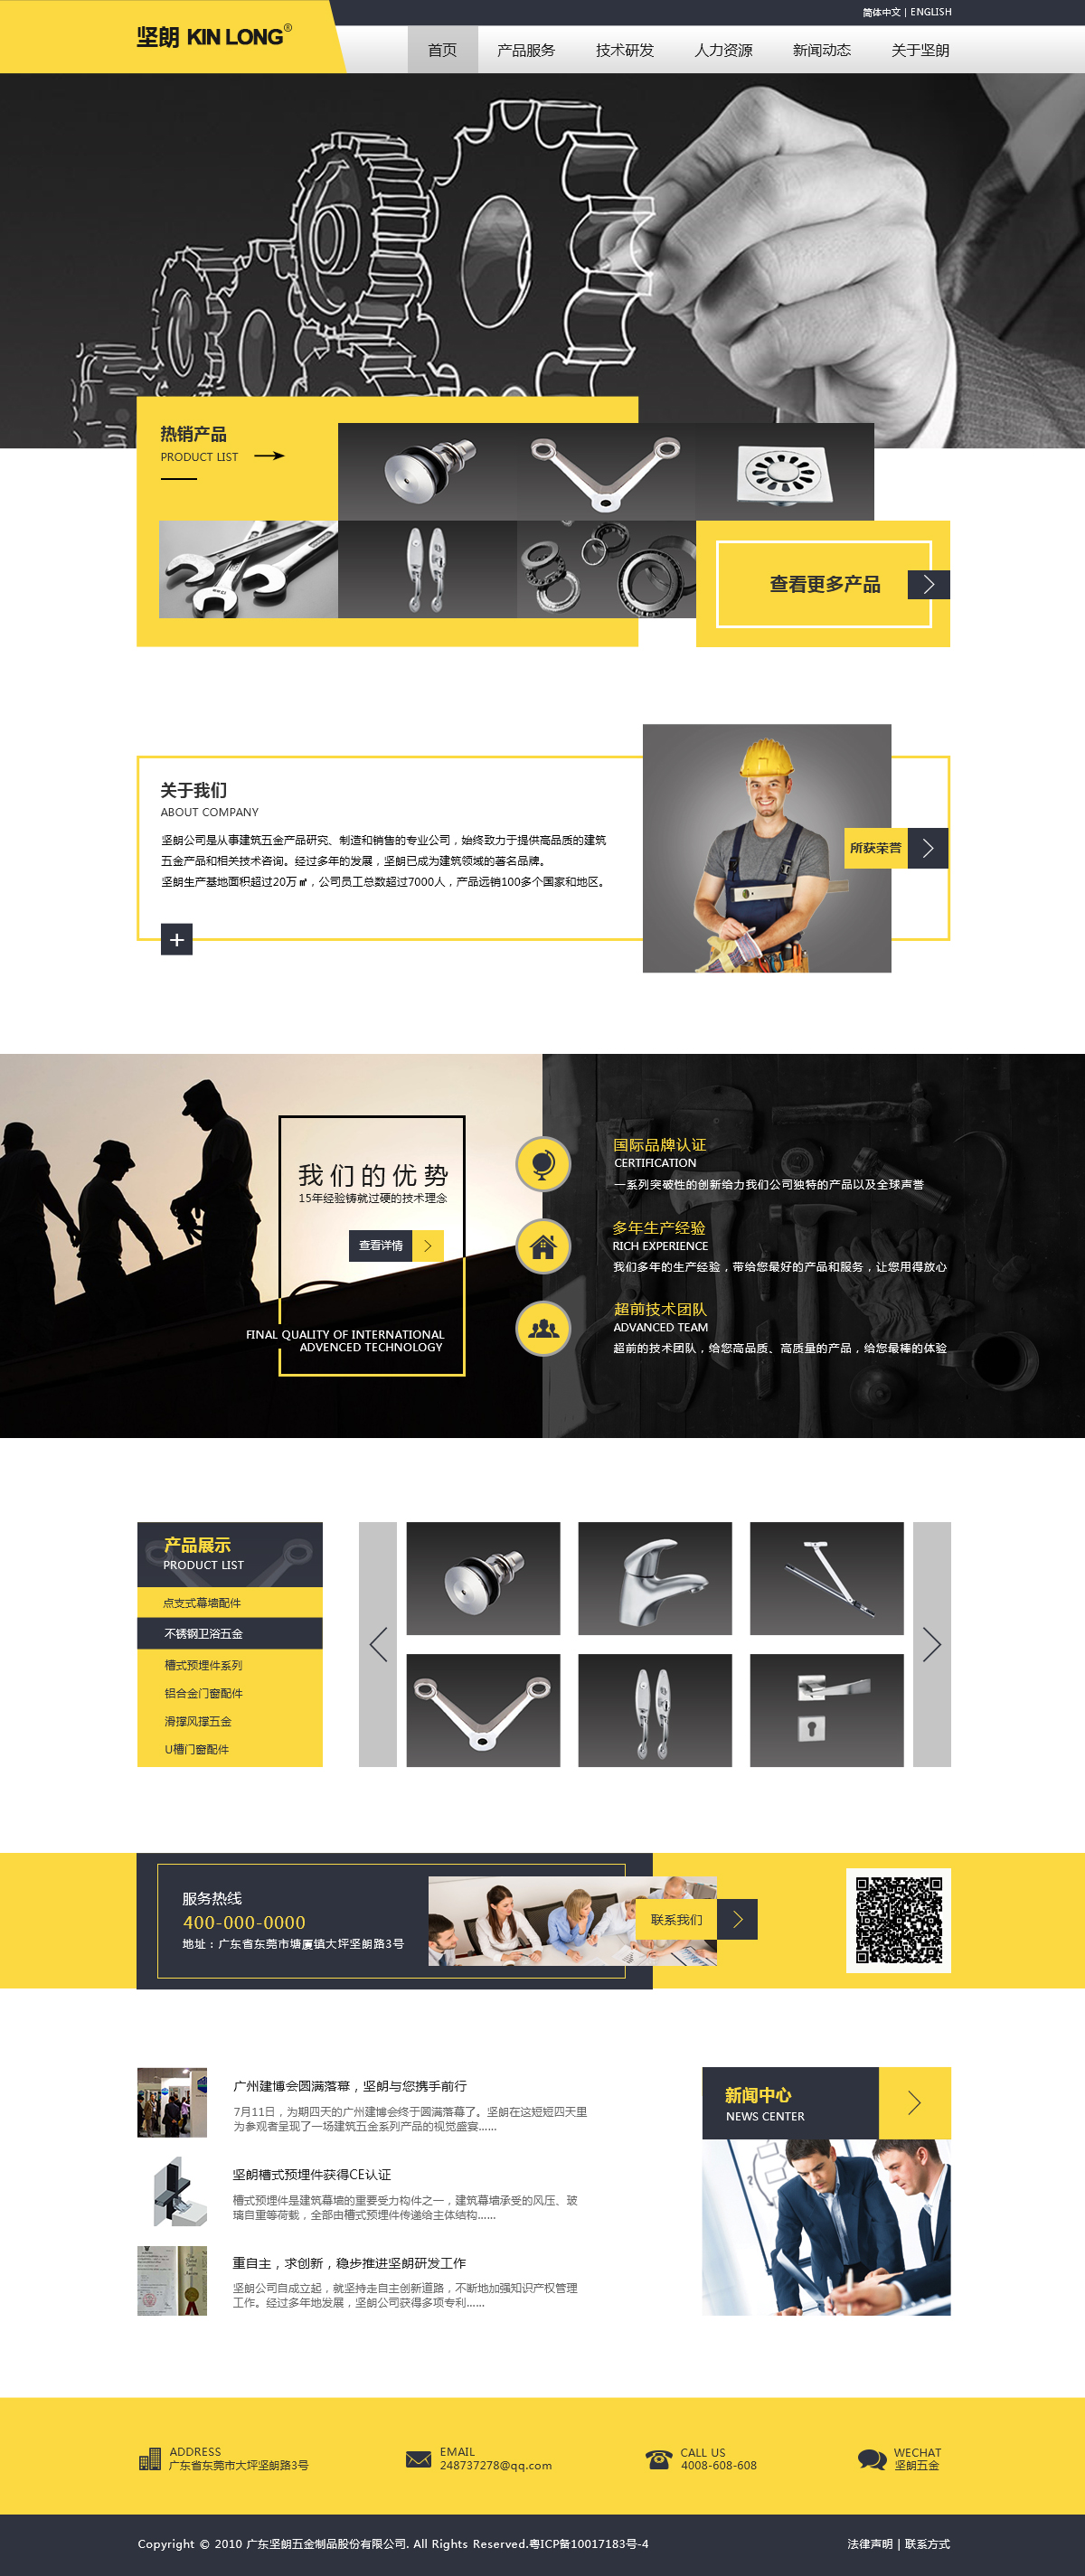 简体中文 | ENGLISH
坚朗 KIN LONG®
首页 产品服务 技术研发 人力资源 新闻动态 关于坚朗
热销产品
PRODUCT LIST
查看更多产品
关于我们
ABOUT COMPANY
坚朗公司是从事建筑五金产品研究、制造和销售的专业公司，始终致力于提供高品质的建筑
五金产品和相关技术咨询。经过多年的发展，坚朗已成为建筑领域的著名品牌。
坚朗生产基地面积超过20万㎡，公司员工总数超过7000人，产品远销100多个国家和地区。
所获荣誉
我们的优势
15年经验铸就过硬的技术理念
查看详情
FINAL QUALITY OF INTERNATIONAL
ADVENCED TECHNOLOGY
国际品牌认证
CERTIFICATION
一系列突破性的创新给力我们公司独特的产品以及全球声誉
多年生产经验
RICH EXPERIENCE
我们多年的生产经验，带给您最好的产品和服务，让您用得放心
超前技术团队
ADVANCED TEAM
超前的技术团队，给您高品质、高质量的产品，给您最棒的体验
产品展示
PRODUCT LIST
点支式幕墙配件
不锈钢卫浴五金
槽式预埋件系列
铝合金门窗配件
滑撑风撑五金
U槽门窗配件
服务热线
400-000-0000
地址：广东省东莞市塘厦镇大坪坚朗路3号
联系我们
广州建博会圆满落幕，坚朗与您携手前行
7月11日，为期四天的广州建博会终于圆满落幕了。坚朗在这短短四天里
为参观者呈现了一场建筑五金系列产品的视觉盛宴......
坚朗槽式预埋件获得CE认证
槽式预埋件是建筑幕墙的重要受力构件之一，建筑幕墙承受的风压、玻
璃自重等荷载，全部由槽式预埋件传递给主体结构......
重自主，求创新，稳步推进坚朗研发工作
坚朗公司自成立起，就坚持走自主创新道路，不断地加强知识产权管理
工作。经过多年地发展，坚朗公司获得多项专利......
新闻中心
NEWS CENTER
ADDRESS
广东省东莞市大坪坚朗路3号
EMAIL
248737278@qq.com
CALL US
4008-608-608
WECHAT
坚朗五金
Copyright © 2010 广东坚朗五金制品股份有限公司. All Rights Reserved.粤ICP备10017183号-4
法律声明 | 联系方式